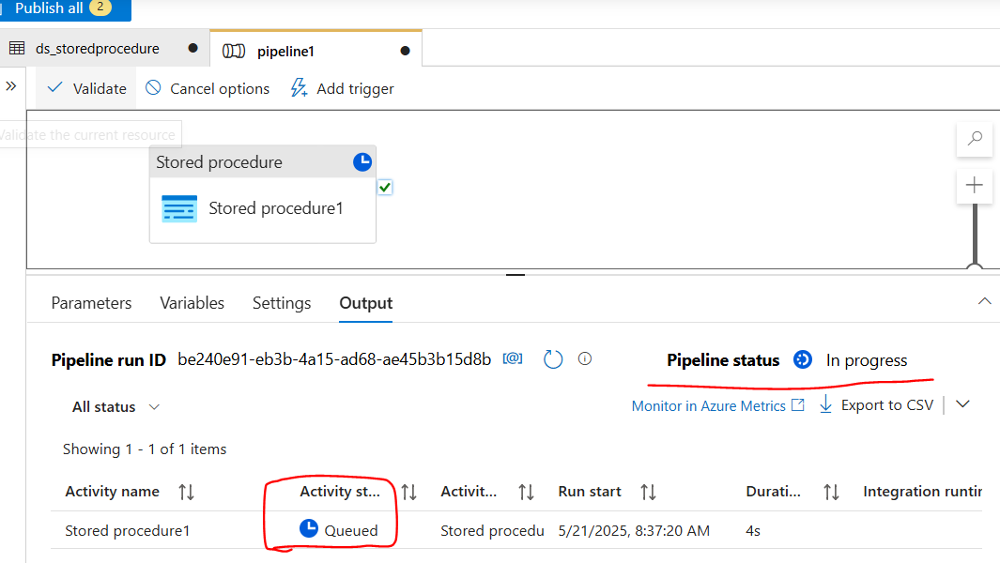 Publish all 2
ds_storedprocedure pipeline1
Validate Cancel options Add trigger
Validate the current resource
Stored procedure
Stored procedure1
Parameters Variables Settings Output
Pipeline run ID be240e91-eb3b-4a15-ad68-ae45b3b15d8b [@] Pipeline status In progress
All status Monitor in Azure Metrics Export to CSV
Showing 1 - 1 of 1 items
Activity name Activity st... Activit... Run start Durati... Integration runtin
Stored procedure1 Queued Stored procedu 5/21/2025, 8:37:20 AM 4s